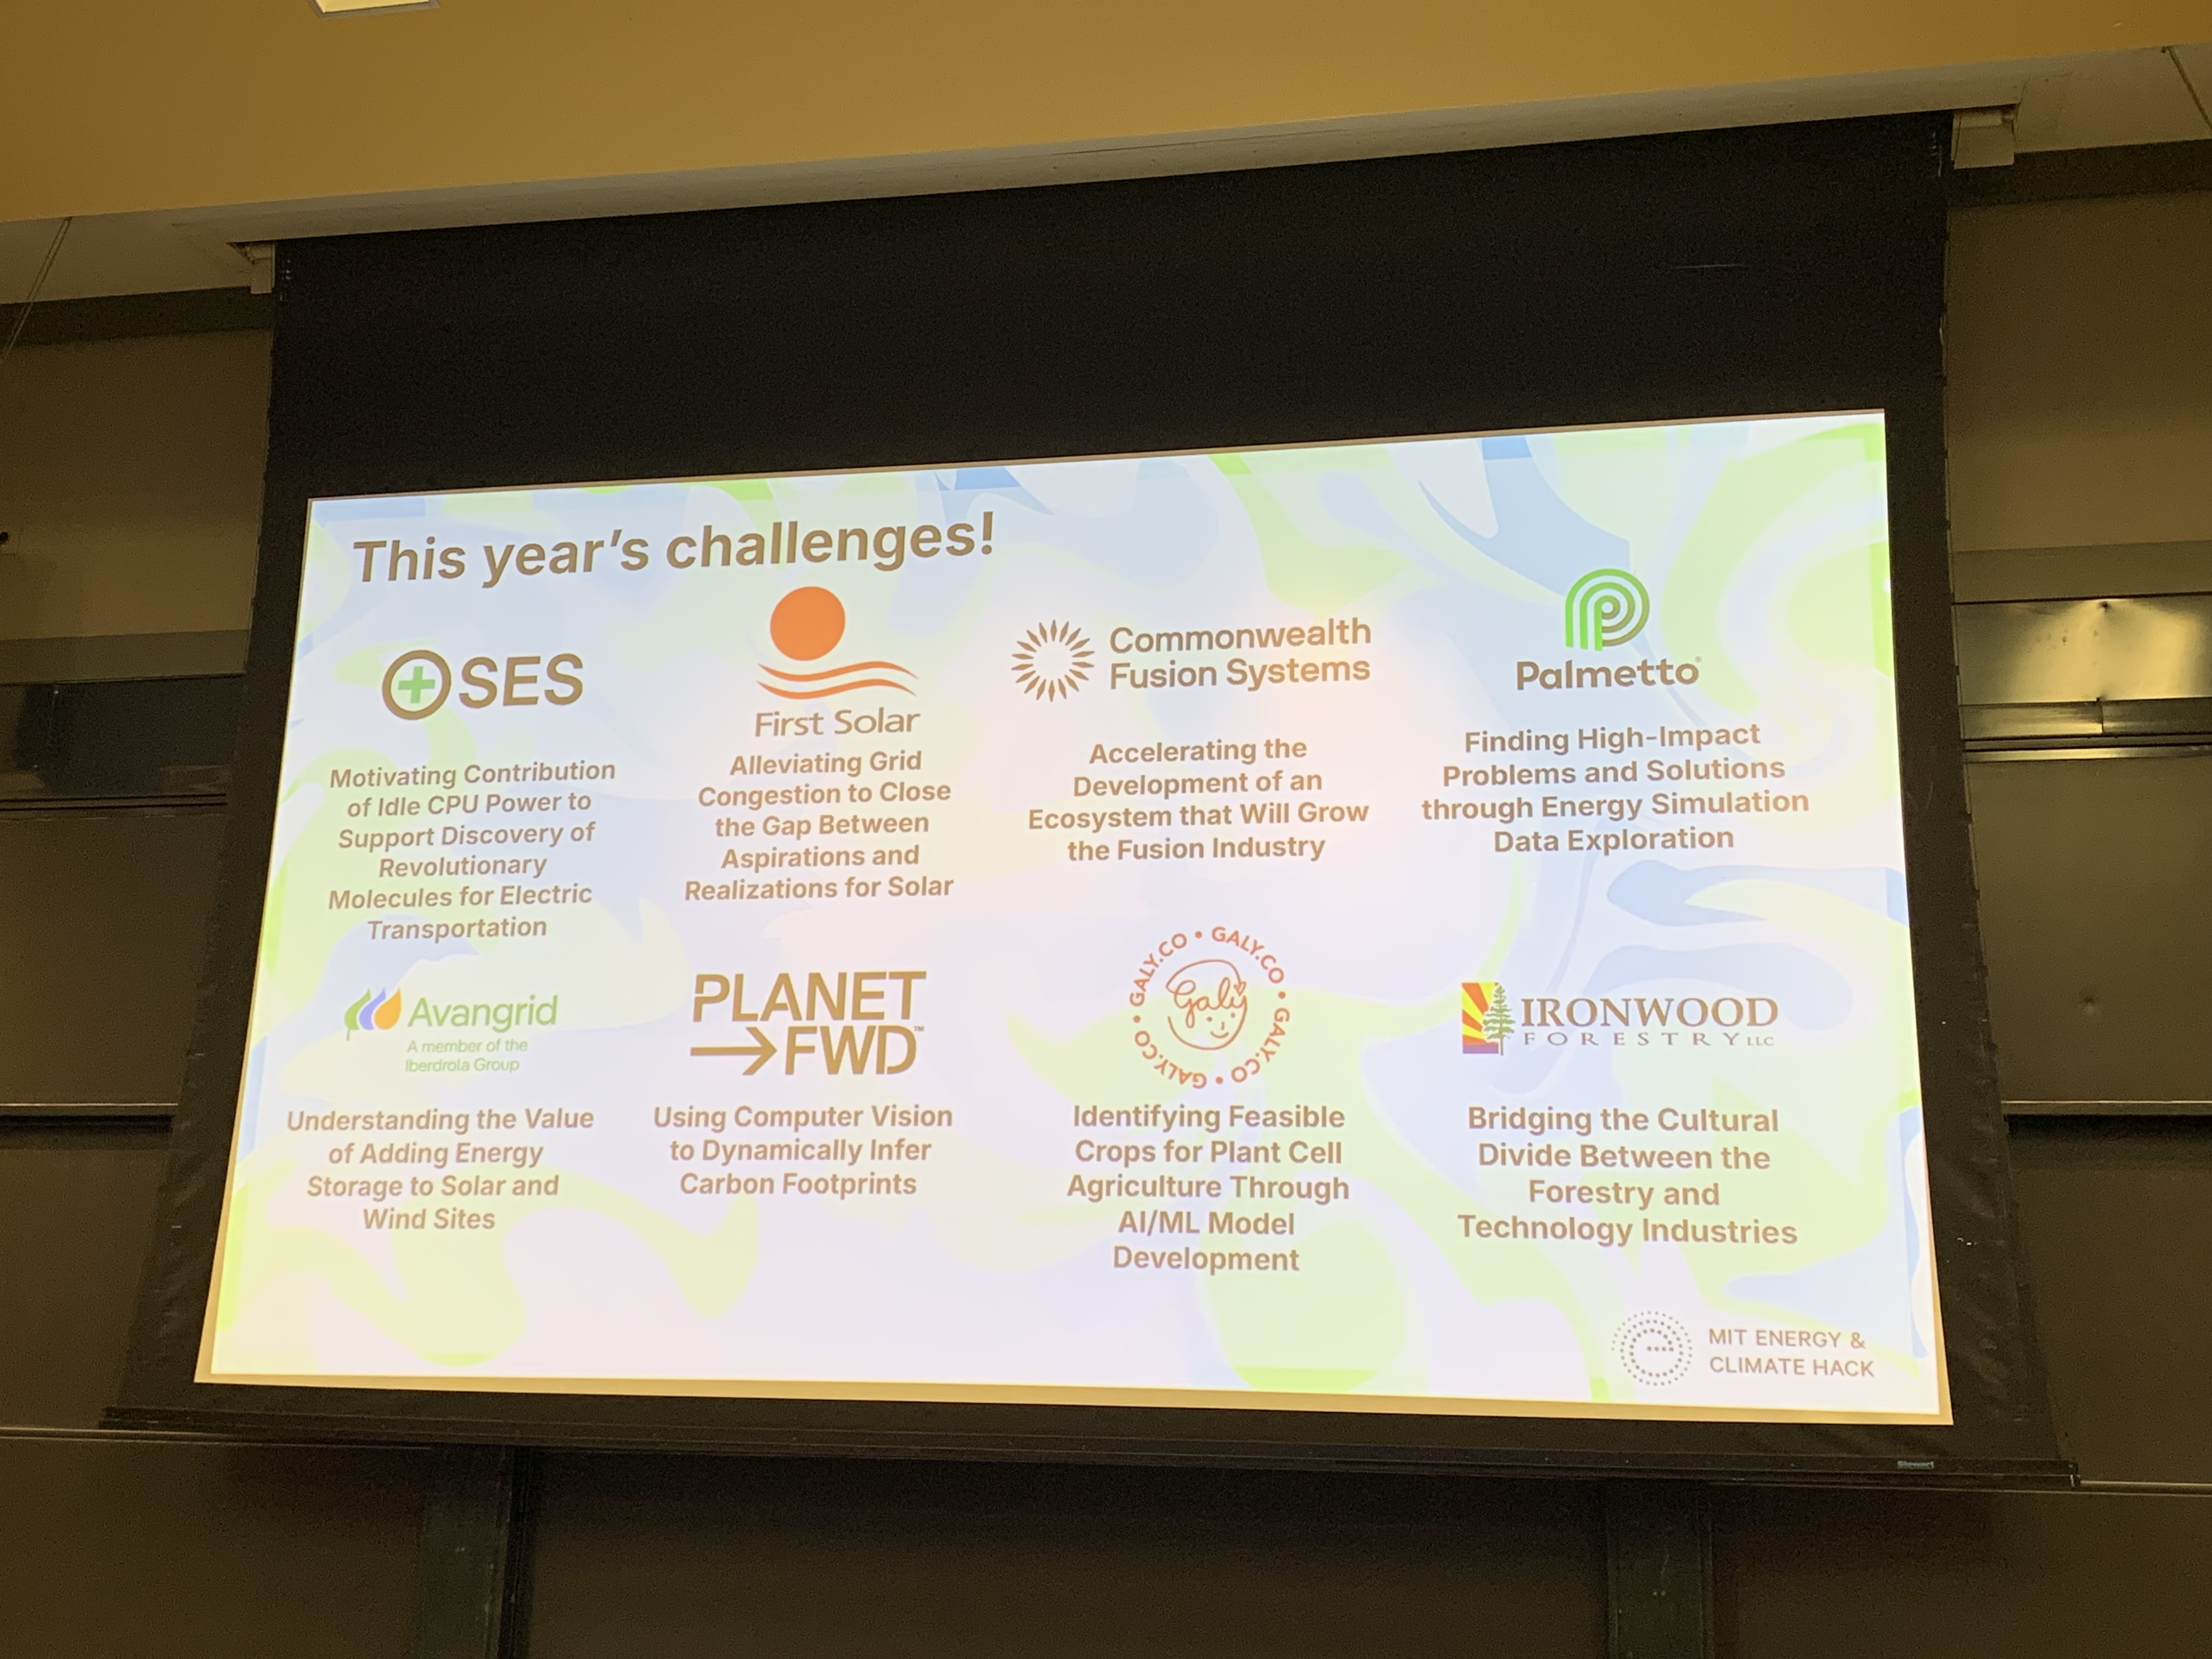 This year's challenges!
SES
Motivating Contribution
of Idle CPU Power to
Support Discovery of
Revolutionary
Molecules for Electric
Transportation
First Solar
Alleviating Grid
Congestion to Close
the Gap Between
Aspirations and
Realizations for Solar
Commonwealth
Fusion Systems
Accelerating the
Development of an
Ecosystem that Will Grow
the Fusion Industry
Palmetto
Finding High-Impact
Problems and Solutions
through Energy Simulation
Data Exploration
Avangrid
A member of the
Iberdrola Group
Understanding the Value
of Adding Energy
Storage to Solar and
Wind Sites
PLANET
→FWD™
Using Computer Vision
to Dynamically Infer
Carbon Footprints
GALY.CO • GALY.CO • GALY.CO • GALY.CO • GALY.CO •
Galy
Identifying Feasible
Crops for Plant Cell
Agriculture Through
AI/ML Model
Development
IRONWOOD
FORESTRY LLC
Bridging the Cultural
Divide Between the
Forestry and
Technology Industries
MIT ENERGY &
CLIMATE HACK
Stewart